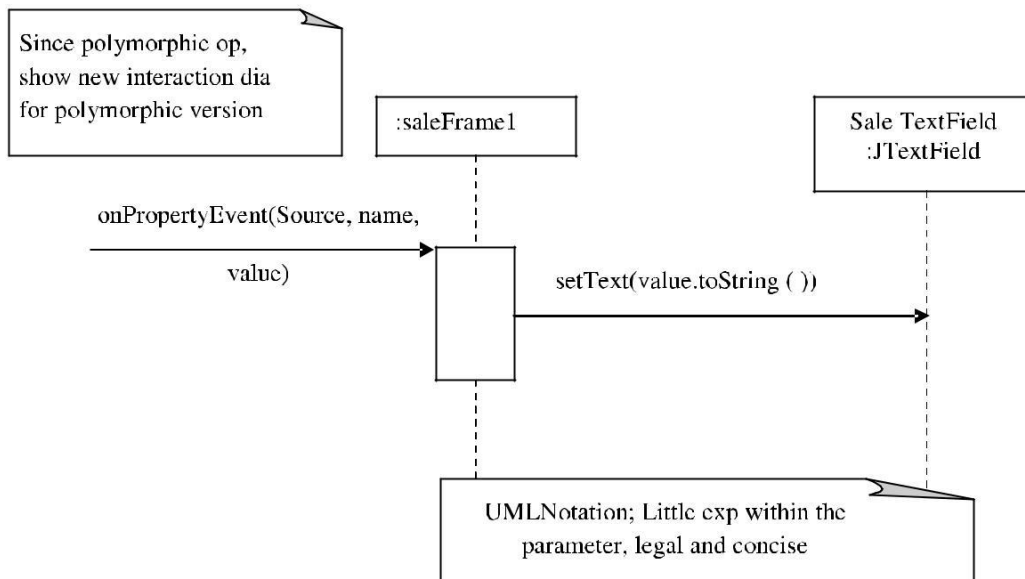 Since polymorphic op,
show new interaction dia
for polymorphic version
:saleFrame1
Sale TextField
:JTextField
onPropertyEvent(Source, name,
value)
setText(value.toString ( ))
UMLNotation; Little exp within the
parameter, legal and concise